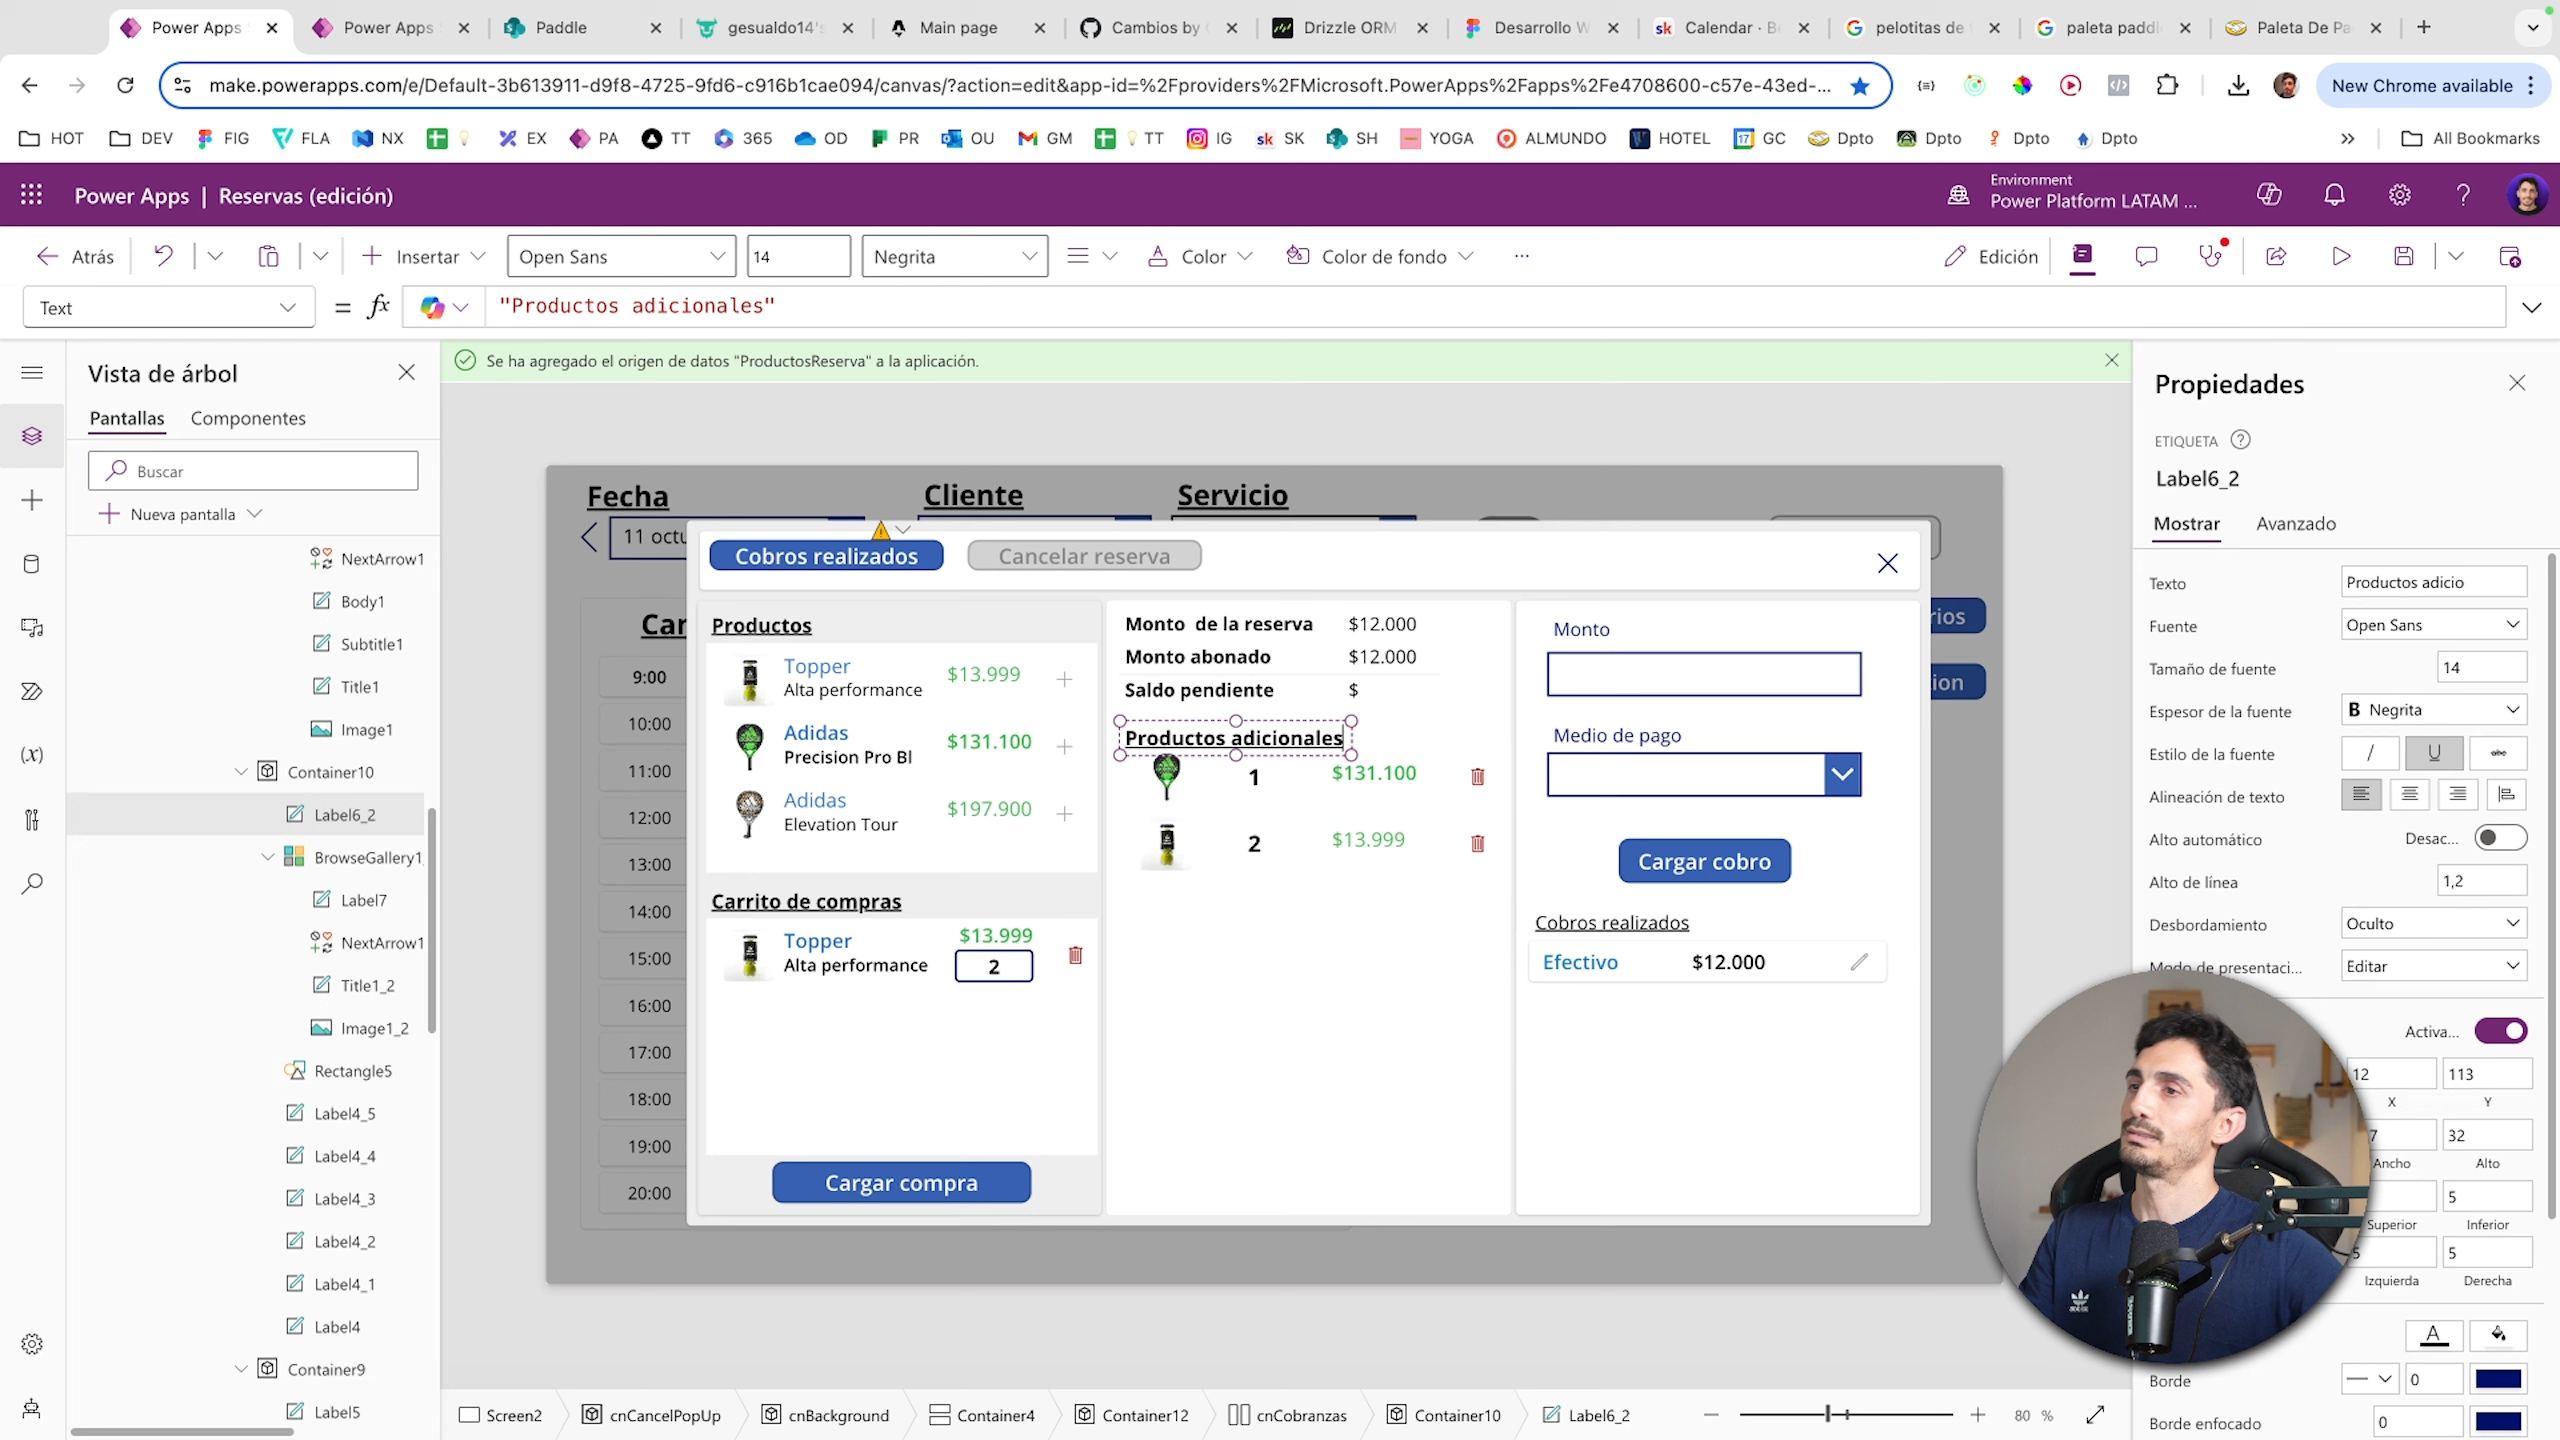 Power Apps
Power Apps
Paddle
gesualdo14's
Main page
Cambios by
Drizzle ORM
Desarrollo W
Calendar · B
pelotitas de
paleta paddl
Paleta De Pa
make.powerapps.com/e/Default-3b613911-d9f8-4725-9fd6-c916b1cae094/canvas/?action=edit&app-id=%2Fproviders%2FMicrosoft.PowerApps%2Fapps%2Fe4708600-c57e-43ed-...
New Chrome available
HOT
DEV
FIG
FLA
NX
EX
PA
TT
365
OD
PR
OU
GM
TT
IG
SK
SH
YOGA
ALMUNDO
HOTEL
GC
Dpto
Dpto
Dpto
Dpto
All Bookmarks
Power Apps | Reservas (edición)
Environment
Power Platform LATAM ...
Atrás
Insertar
Open Sans
14
Negrita
Color
Color de fondo
Edición
Text
= fx
"Productos adicionales"
Vista de árbol
Pantallas
Componentes
Buscar
Nueva pantalla
NextArrow1
Body1
Subtitle1
Title1
Image1
Container10
Label6_2
BrowseGallery1
Label7
NextArrow1
Title1_2
Image1_2
Rectangle5
Label4_5
Label4_4
Label4_3
Label4_2
Label4_1
Label4
Container9
Label5
Se ha agregado el origen de datos "ProductosReserva" a la aplicación.
Fecha
Cliente
Servicio
11 octu
Can
rios
ion
9:00
10:00
11:00
12:00
13:00
14:00
15:00
16:00
17:00
18:00
19:00
20:00
Cobros realizados
Cancelar reserva
Productos
Topper
Alta performance
$13.999
Adidas
Precision Pro Bl
$131.100
Adidas
Elevation Tour
$197.900
Carrito de compras
Topper
Alta performance
$13.999
2
Cargar compra
Monto de la reserva
$12.000
Monto abonado
$12.000
Saldo pendiente
$
Productos adicionales
1
$131.100
2
$13.999
Monto
Medio de pago
Cargar cobro
Cobros realizados
Efectivo
$12.000
Propiedades
ETIQUETA
Label6_2
Mostrar
Avanzado
Texto
Productos adicio
Fuente
Open Sans
Tamaño de fuente
14
Espesor de la fuente
B Negrita
Estilo de la fuente
/ U abc
Alineación de texto
Alto automático
Desac...
Alto de línea
1,2
Desbordamiento
Oculto
Modo de presentaci...
Editar
Activa...
12
113
X
Y
7
32
Ancho
Alto
5
Superior
Inferior
5
5
Izquierda
Derecha
A
Borde
0
Borde enfocado
0
Screen2
cnCancelPopUp
cnBackground
Container4
Container12
cnCobranzas
Container10
Label6_2
80 %